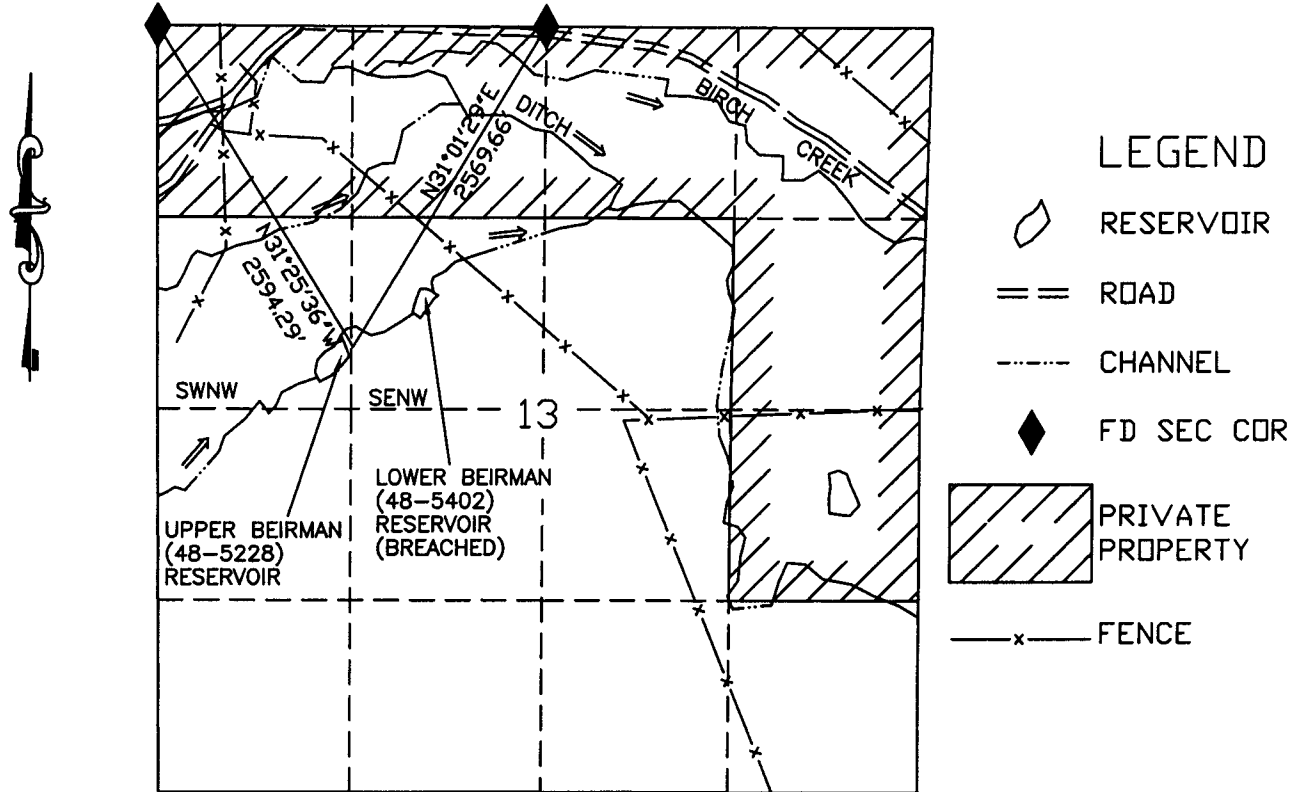 BIRCH
CREEK
DITCH
N31°01'29"E
2569.66'
N31°25'36"W
2594.29'
SWNW
SENW
13
LOWER BEIRMAN
(48-5402)
RESERVOIR
(BREACHED)
UPPER BEIRMAN
(48-5228)
RESERVOIR
LEGEND
RESERVOIR
ROAD
CHANNEL
FD SEC COR
PRIVATE
PROPERTY
FENCE